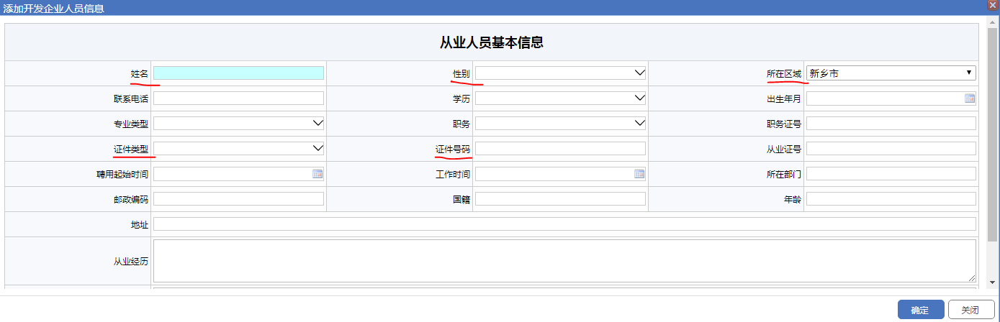 添加开发企业人员信息
从业人员基本信息
姓名 性别 所在区域 新乡市
联系电话 学历 出生年月
专业类型 职务 职务证号
证件类型 证件号码 从业证号
聘用起始时间 工作时间 所在部门
邮政编码 国籍 年龄
地址
从业经历
确定 关闭